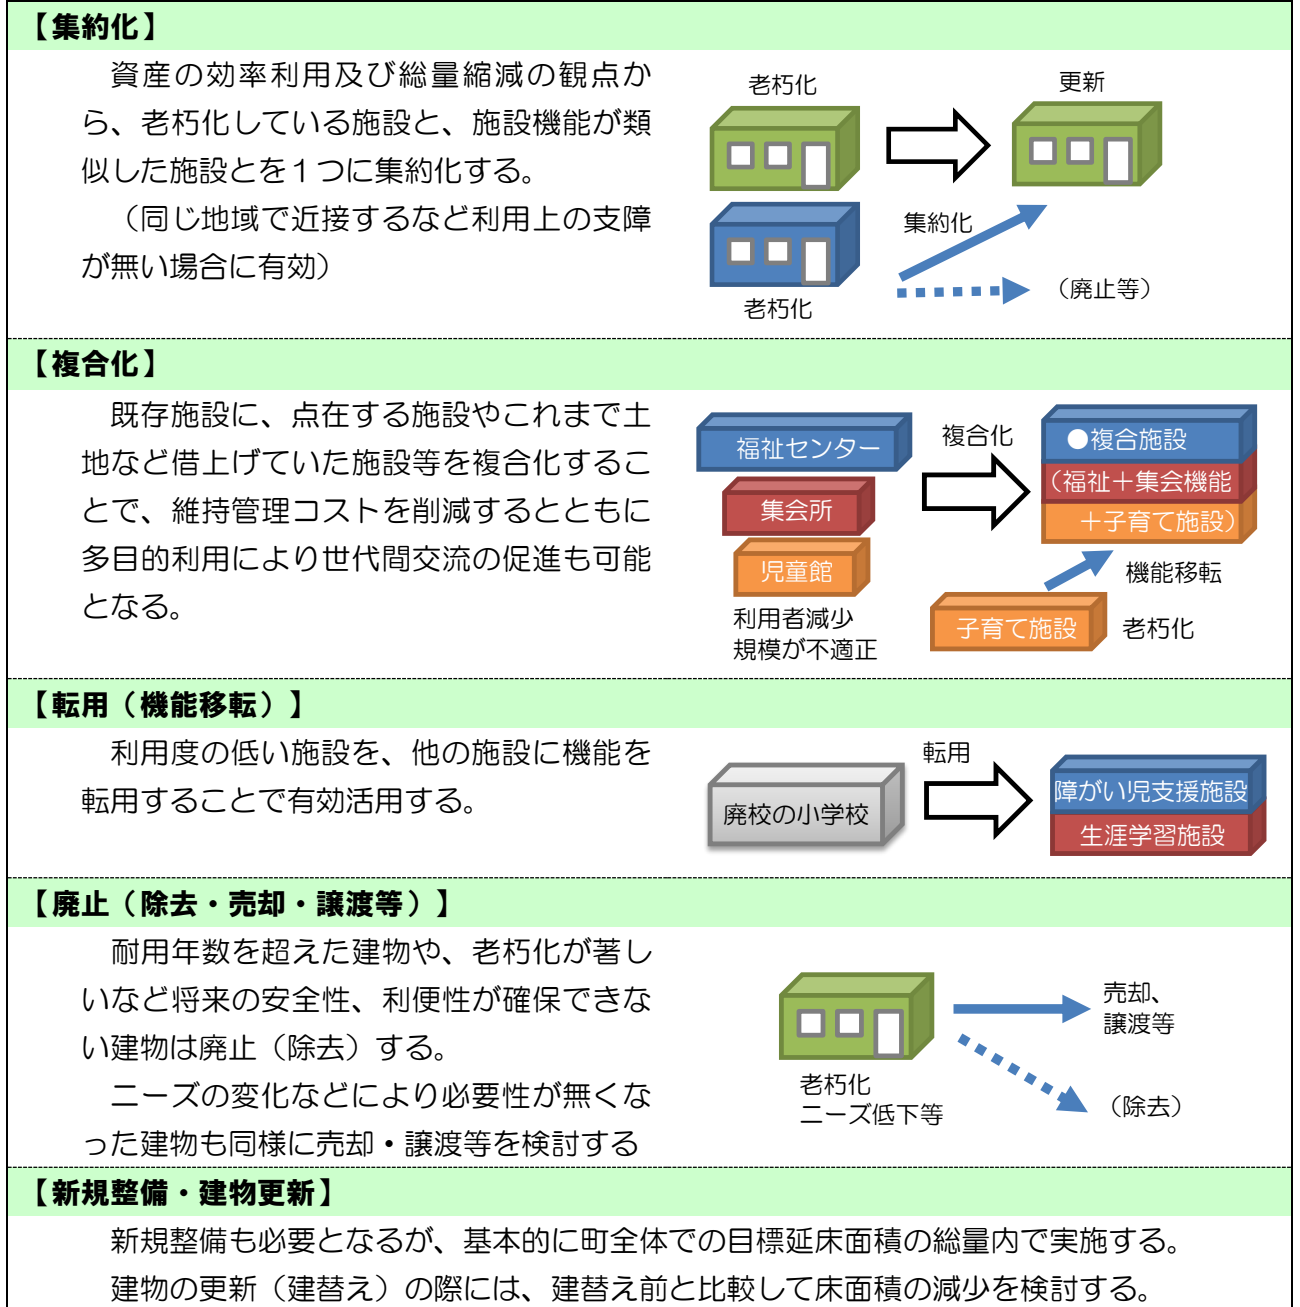 【集約化】
資産の効率利用及び総量縮減の観点か
ら、老朽化している施設と、施設機能が類
似した施設とを１つに集約化する。
（同じ地域で近接するなど利用上の支障
が無い場合に有効）
老朽化
更新
集約化
（廃止等）
老朽化
【複合化】
既存施設に、点在する施設やこれまで土
地など借上げていた施設等を複合化するこ
とで、維持管理コストを削減するとともに
多目的利用により世代間交流の促進も可能
となる。
福祉センター
集会所
児童館
利用者減少
規模が不適正
複合化
●複合施設
（福祉＋集会機能
＋子育て施設）
機能移転
子育て施設
老朽化
【転用（機能移転）】
利用度の低い施設を、他の施設に機能を
転用することで有効活用する。
廃校の小学校
転用
障がい児支援施設
生涯学習施設
【廃止（除去・売却・譲渡等）】
耐用年数を超えた建物や、老朽化が著し
いなど将来の安全性、利便性が確保できな
い建物は廃止（除去）する。
ニーズの変化などにより必要性が無くな
った建物も同様に売却・譲渡等を検討する
老朽化
ニーズ低下等
売却、
譲渡等
（除去）
【新規整備・建物更新】
新規整備も必要となるが、基本的に町全体での目標延床面積の総量内で実施する。
建物の更新（建替え）の際には、建替え前と比較して床面積の減少を検討する。